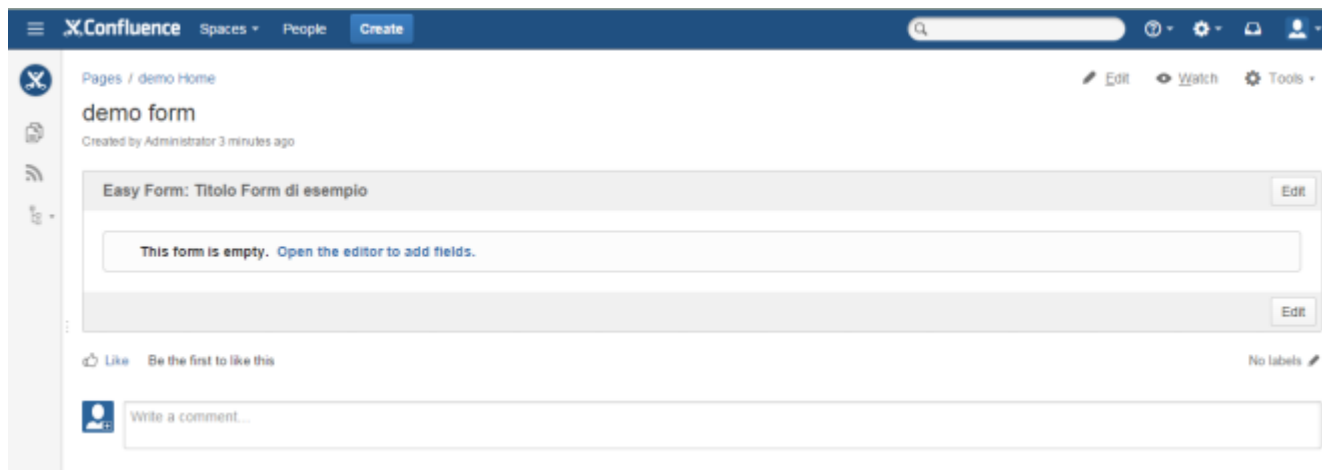 Confluence Spaces People Create
Pages / demo Home
Edit Watch Tools
demo form
Created by Administrator 3 minutes ago
Easy Form: Titolo Form di esempio
Edit
This form is empty. Open the editor to add fields.
Edit
Like Be the first to like this
No labels
Write a comment...